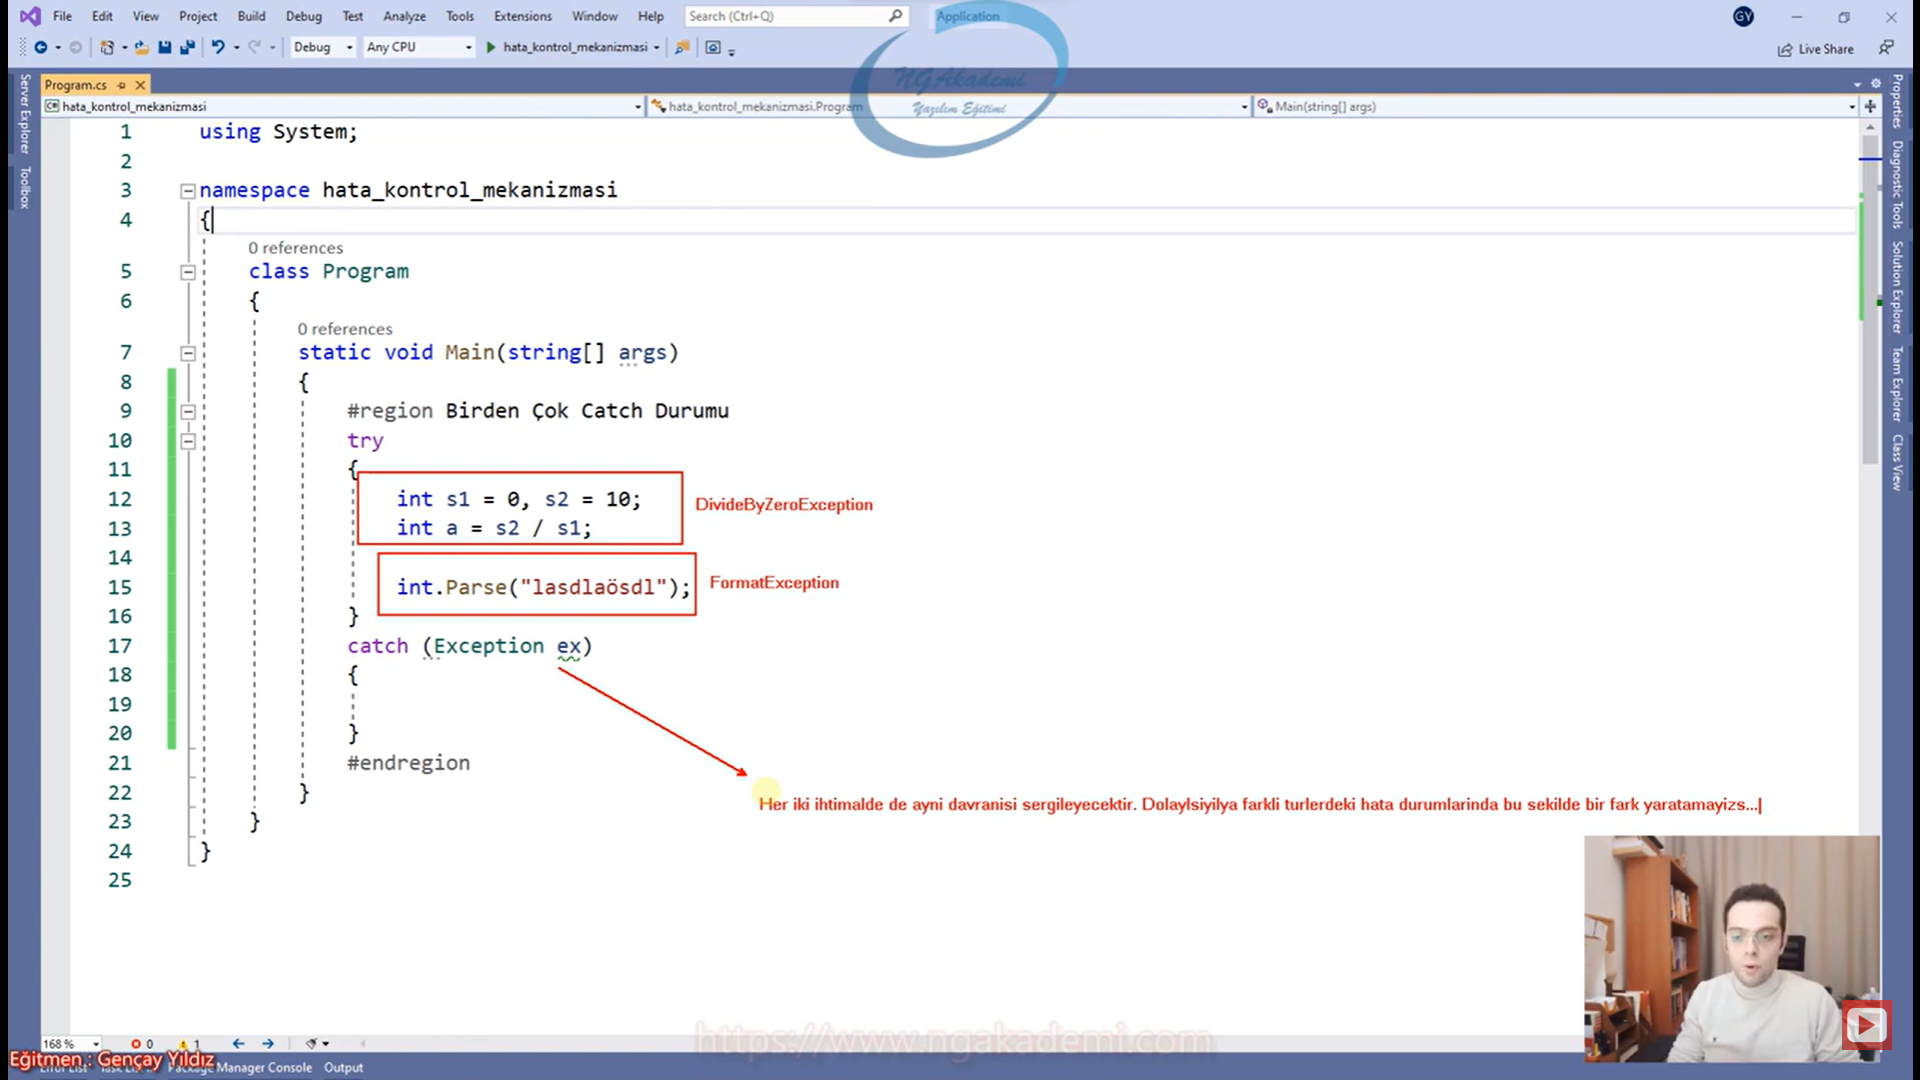 File Edit View Project Build Debug Test Analyze Tools Extensions Window Help Search (Ctrl+Q) Application GY
Debug Any CPU hata_kontrol_mekanizmasi Live Share
NGAkademi
Yazılım Eğitimi
Program.cs
hata_kontrol_mekanizmasi hata_kontrol_mekanizmasi.Program Main(string[] args)
Server Explorer
Toolbox
Properties
Diagnostic Tools
Solution Explorer
Team Explorer
Class View
1 using System;
2
3 namespace hata_kontrol_mekanizmasi
4 {
0 references
5 class Program
6 {
0 references
7 static void Main(string[] args)
8 {
9 #region Birden Çok Catch Durumu
10 try
11 {
12 int s1 = 0, s2 = 10; DivideByZeroException
13 int a = s2 / s1;
14
15 int.Parse("lasdlaösdl"); FormatException
16 }
17 catch (Exception ex)
18 {
19
20 }
21 #endregion
22 }
Her iki ihtimalde de ayni davranisi sergileyecektir. Dolaylsiyilya farkli turlerdeki hata durumlarinda bu sekilde bir fark yaratamayizs...
23 }
24 }
25
168 % 0 1
https://www.ngakademi.com
Eğitmen : Gençay Yıldız
Package Manager Console Output